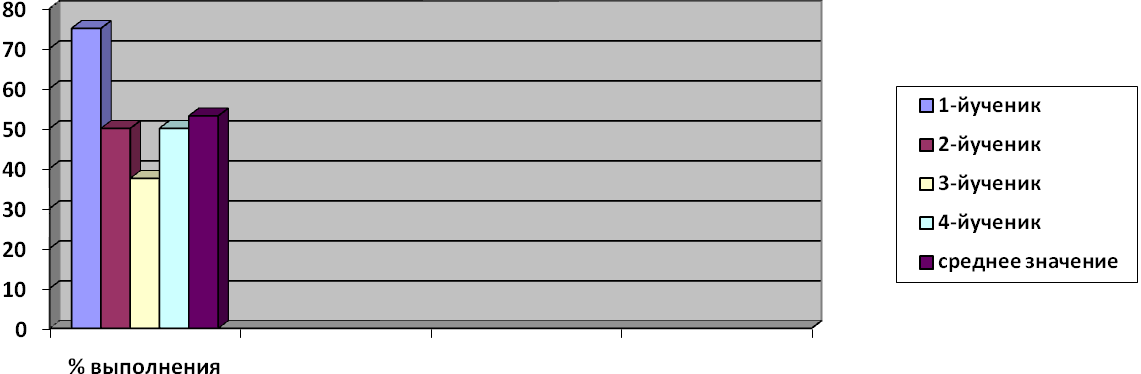 80
70
60
50
40
30
20
10
0
% выполнения
1-йученик
2-йученик
3-йученик
4-йученик
среднее значение